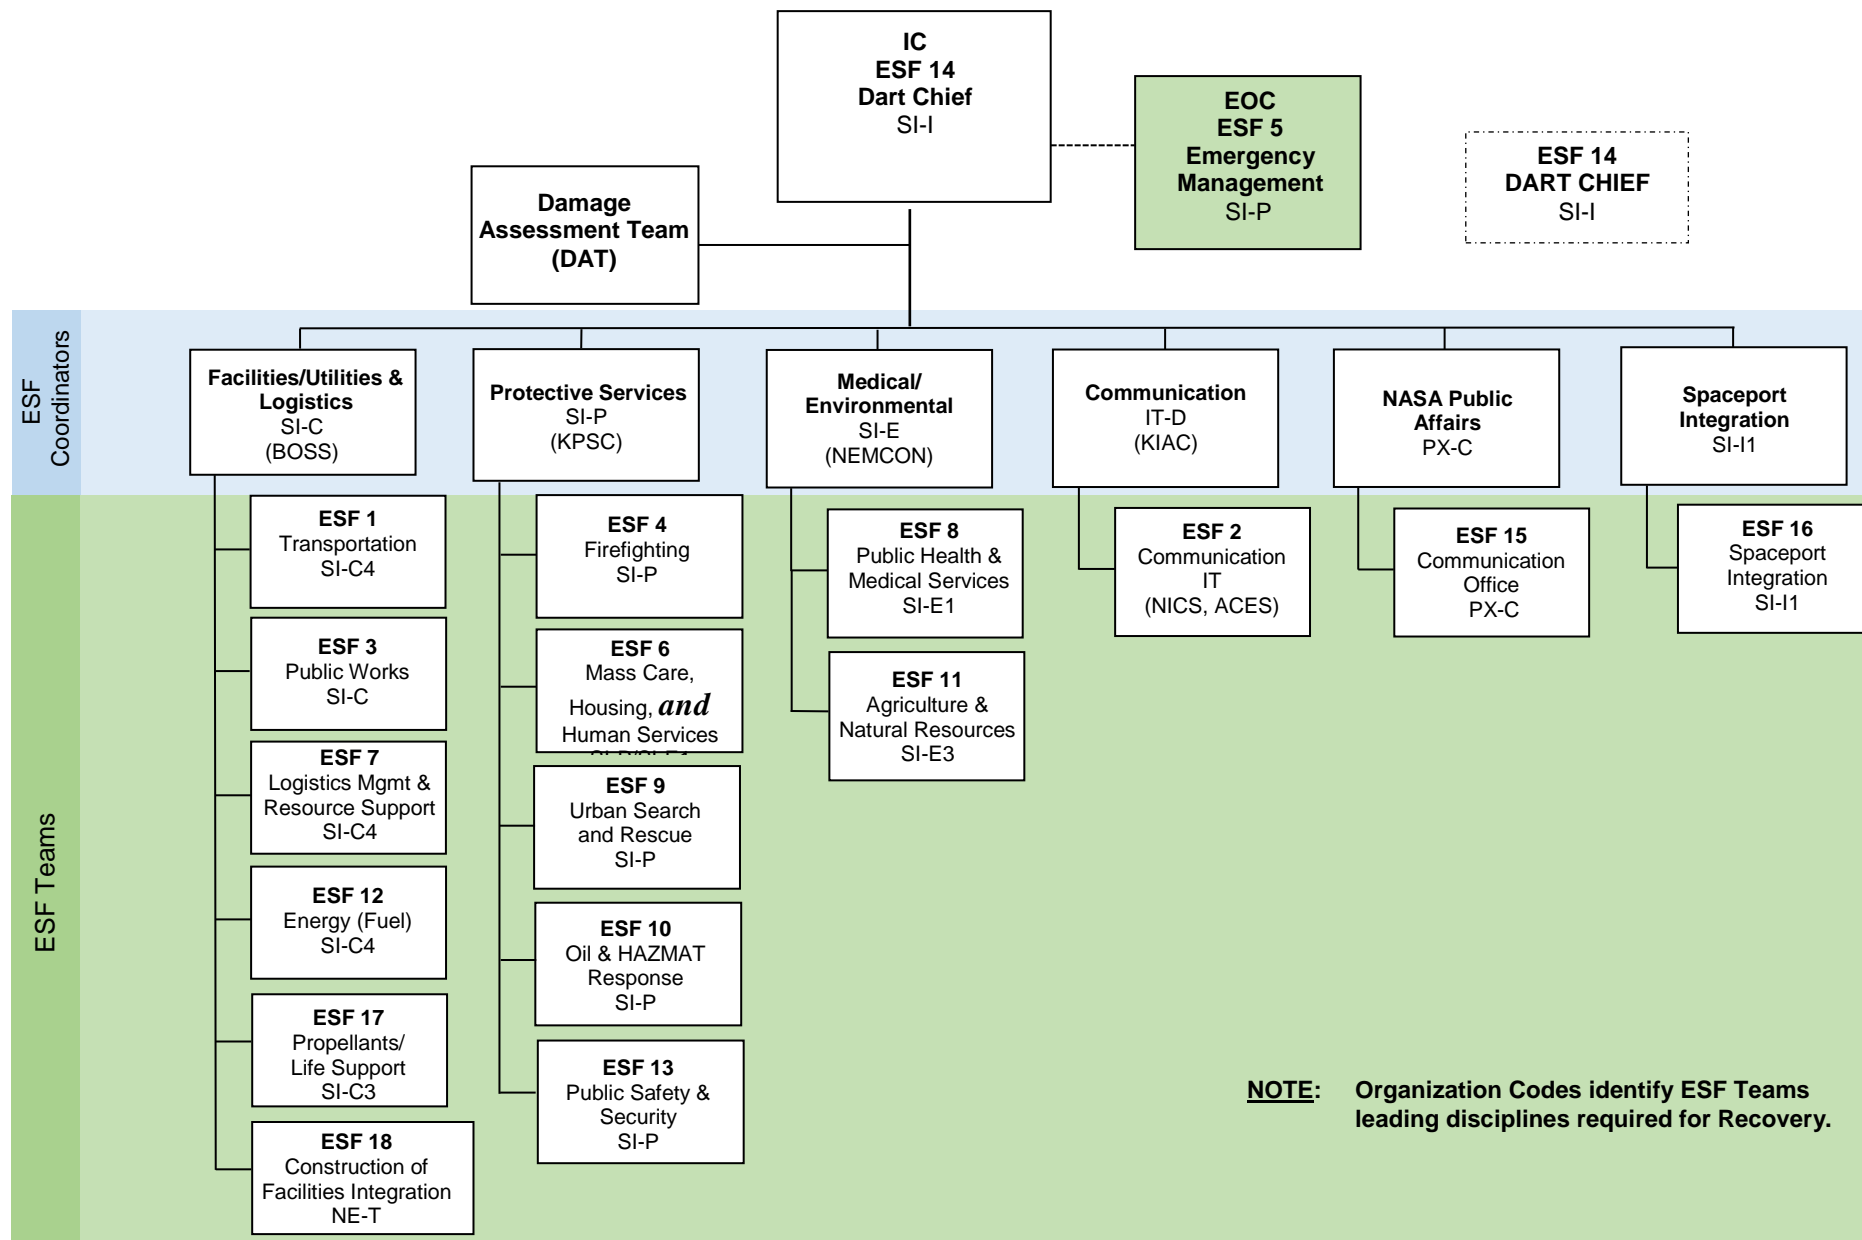 IC
ESF 14
Dart Chief
SI-I
EOC
ESF 5
Emergency
Management
SI-P
ESF 14
DART CHIEF
SI-I
Damage
Assessment Team
(DAT)
ESF
Coordinators
Facilities/Utilities &
Logistics
SI-C
(BOSS)
Protective Services
SI-P
(KPSC)
Medical/
Environmental
SI-E
(NEMCON)
Communication
IT-D
(KIAC)
NASA Public
Affairs
PX-C
Spaceport
Integration
SI-I1
ESF Teams
ESF 1
Transportation
SI-C4
ESF 3
Public Works
SI-C
ESF 7
Logistics Mgmt &
Resource Support
SI-C4
ESF 12
Energy (Fuel)
SI-C4
ESF 17
Propellants/
Life Support
SI-C3
ESF 18
Construction of
Facilities Integration
NE-T
ESF 4
Firefighting
SI-P
ESF 6
Mass Care,
Housing, and
Human Services
ESF 9
Urban Search
and Rescue
SI-P
ESF 10
Oil & HAZMAT
Response
SI-P
ESF 13
Public Safety &
Security
SI-P
ESF 8
Public Health &
Medical Services
SI-E1
ESF 11
Agriculture &
Natural Resources
SI-E3
ESF 2
Communication
IT
(NICS, ACES)
ESF 15
Communication
Office
PX-C
ESF 16
Spaceport
Integration
SI-I1
NOTE: Organization Codes identify ESF Teams
leading disciplines required for Recovery.